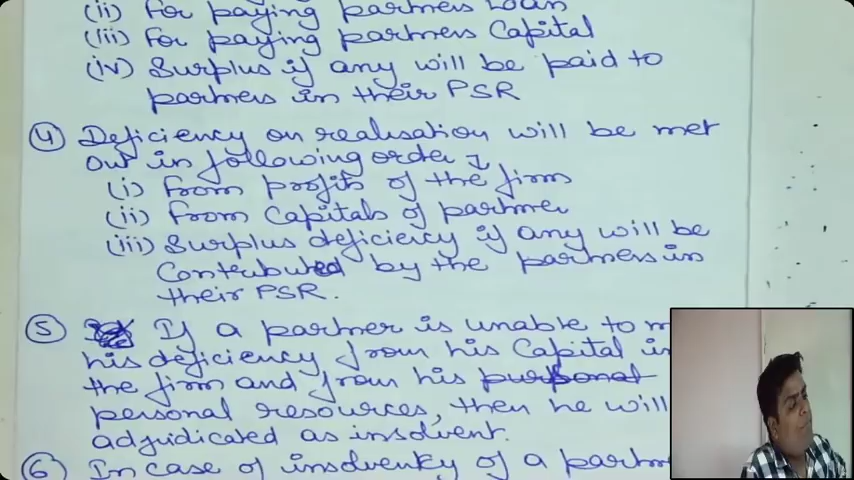 (ii) For paying partners Loan
(iii) For paying partners Capital
(iv) Surplus if any will be paid to
partners in their PSR
(4) Deficiency on realisation will be met
out in following order ↓
(i) From profits of the firm
(ii) From Capitals of partner
(iii) Surplus deficiency if any will be
Contributed by the partners in
their PSR.
(5) If a partner is unable to
his deficiency from his Capital in
the firm and from his personal
personal resources, then he will
adjudicated as insolvent.
(6) In case of insolvency of a